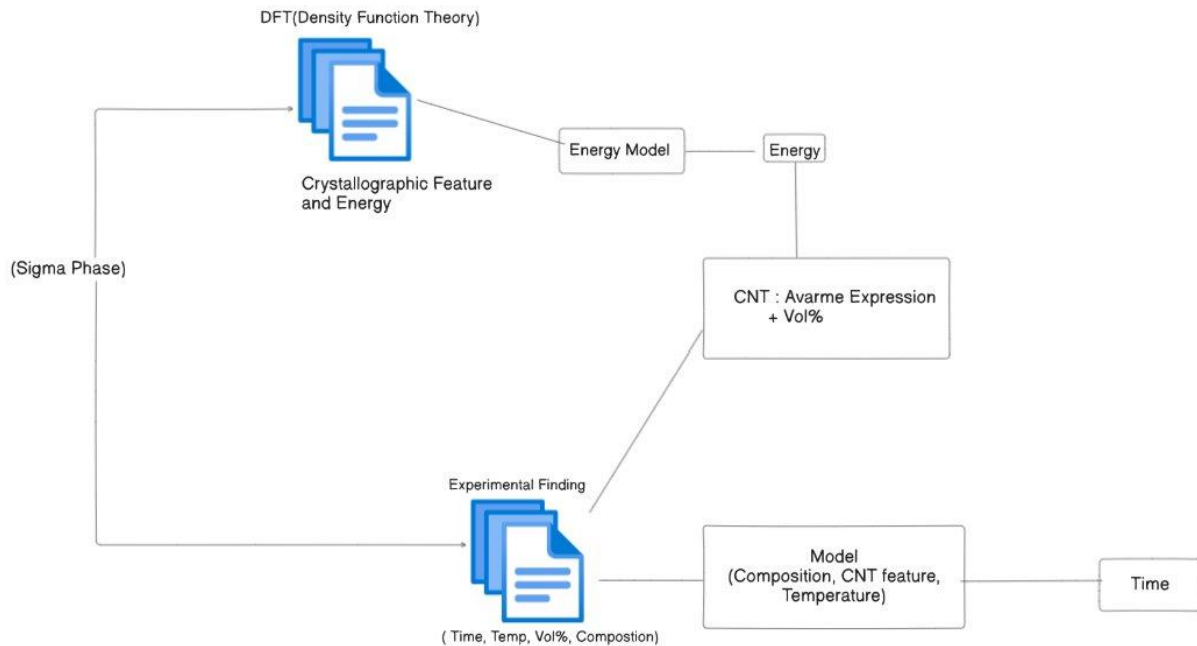 DFT(Density Function Theory)
Crystallographic Feature
and Energy
Energy Model
Energy
(Sigma Phase)
CNT : Avarme Expression
+ Vol%
Experimental Finding
( Time, Temp, Vol%, Compostion)
Model
(Composition, CNT feature,
Temperature)
Time